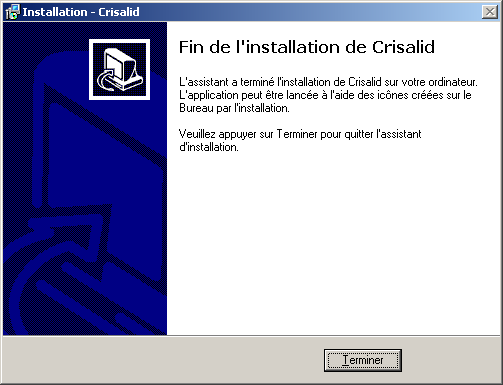 Installation - Crisalid
Fin de l'installation de Crisalid
L'assistant a terminé l'installation de Crisalid sur votre ordinateur.
L'application peut être lancée à l'aide des icônes créées sur le
Bureau par l'installation.
Veuillez appuyer sur Terminer pour quitter l'assistant
d'installation.
Terminer